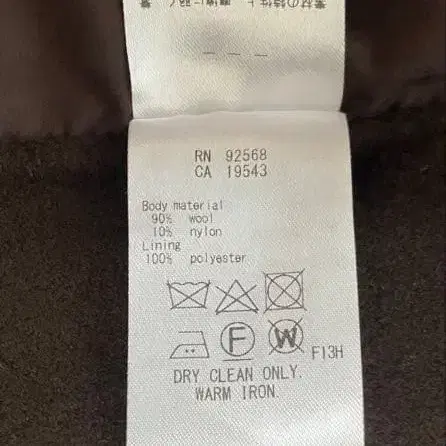 RN 92568
CA 19543
Body material
90% wool
10% nylon
Lining
100% polyester
F W F13H
DRY CLEAN ONLY.
WARM IRON.